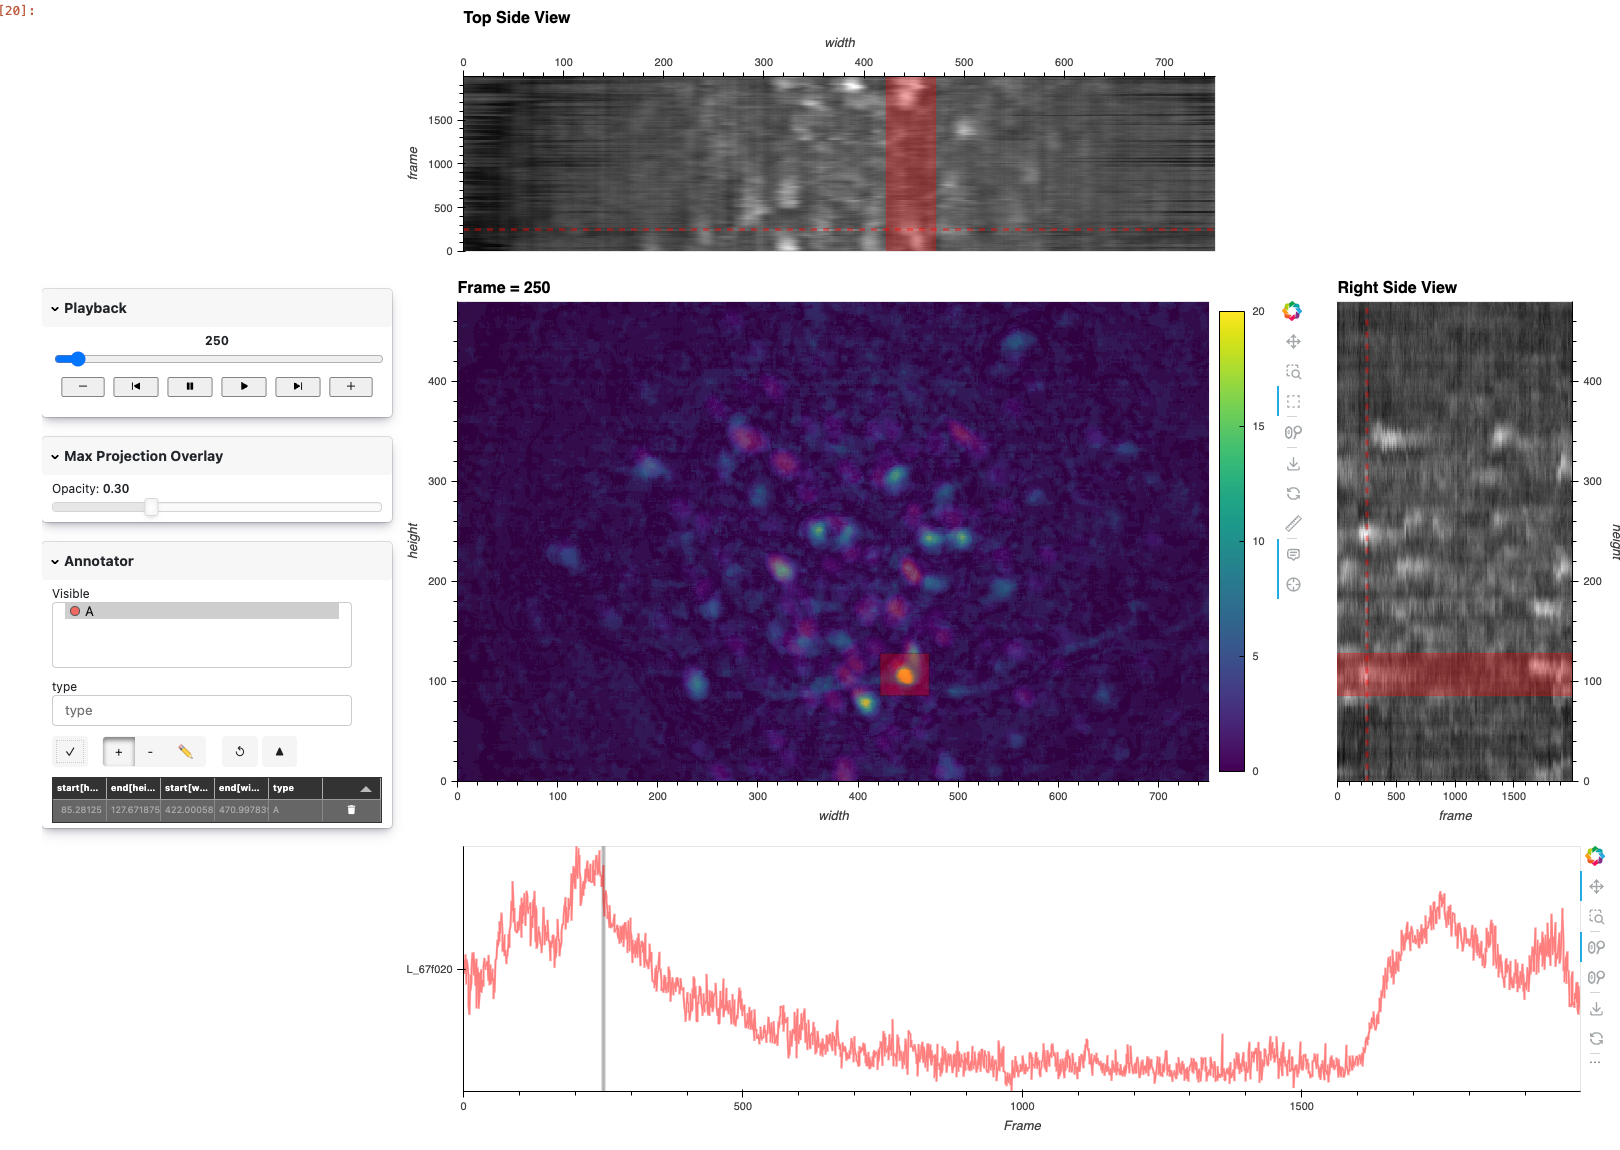 [20]:
Top Side View
width
0 100 200 300 400 500 600 700
frame
1500
1000
500
0
Playback
250
Max Projection Overlay
Opacity: 0.30
Annotator
Visible
A
type
type
+
-
start[h... end[hei... start[w... end[wi... type
85.28125 127.671875 422.00058 470.99783 A
Frame = 250
height
400
300
200
100
0
0 100 200 300 400 500 600 700
width
20
15
10
5
0
Right Side View
400
300
200
100
0
height
0 500 1000 1500
frame
L_67f020
0 500 1000 1500
Frame